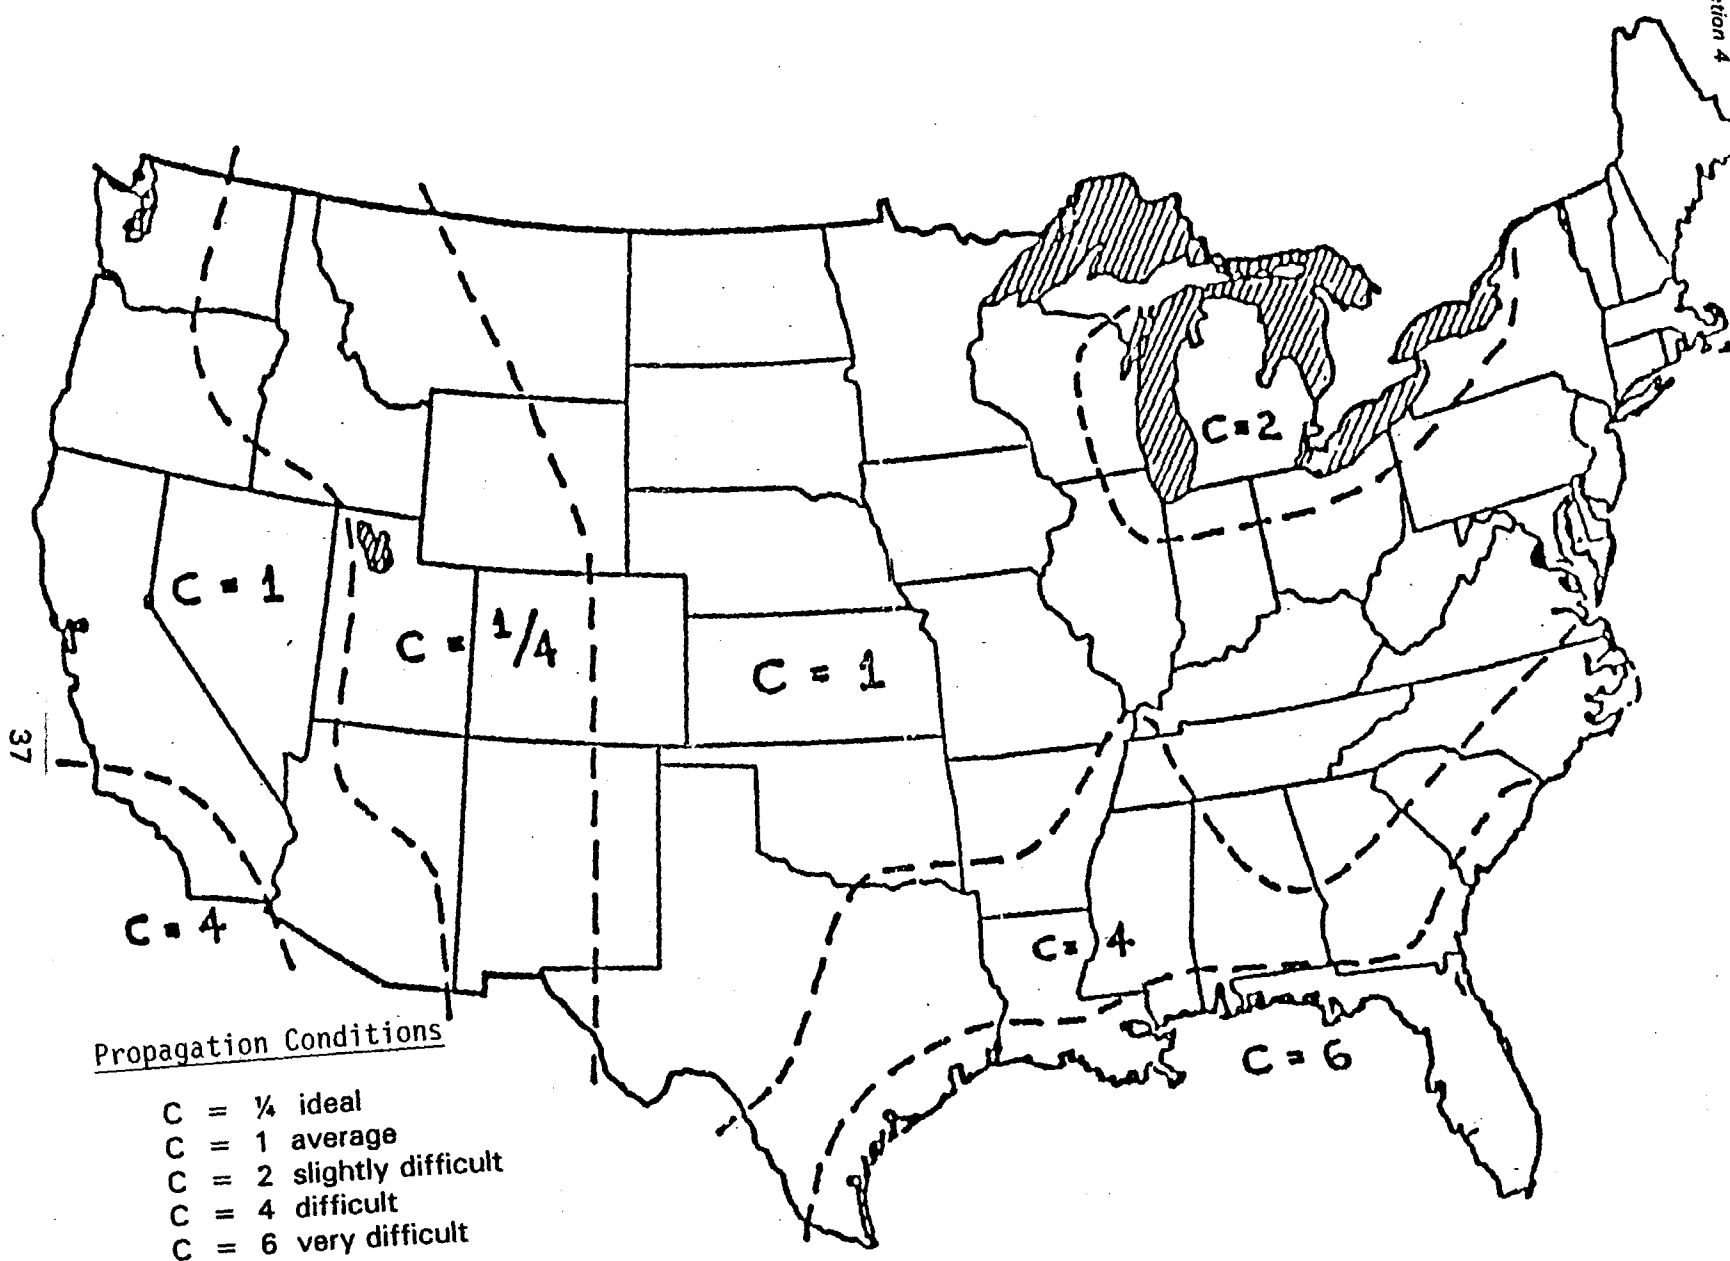 ction 4
C = 2
C = 1
C = 1/4
C = 1
37
C = 4
C = 4
C = 6
Propagation Conditions
C = ¼ ideal
C = 1 average
C = 2 slightly difficult
C = 4 difficult
C = 6 very difficult